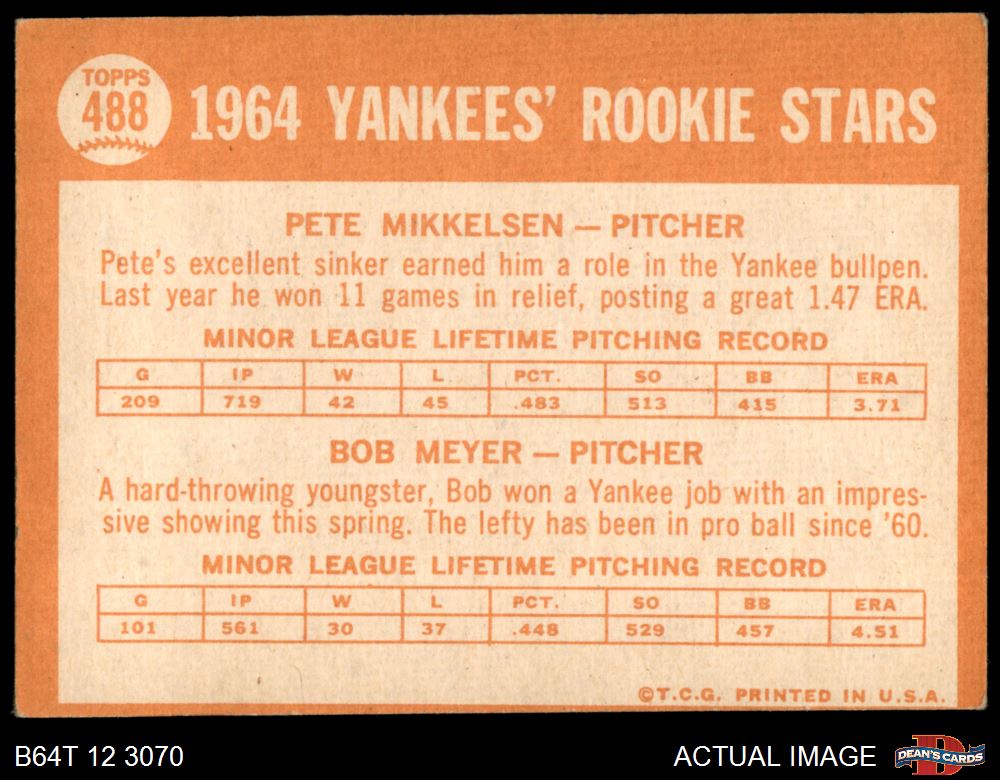 TOPPS
488
1964 YANKEES' ROOKIE STARS
PETE MIKKELSEN — PITCHER
Pete's excellent sinker earned him a role in the Yankee bullpen.
Last year he won 11 games in relief, posting a great 1.47 ERA.
MINOR LEAGUE LIFETIME PITCHING RECORD
G IP W L PCT. SO BB ERA
209 719 42 45 .483 513 415 3.71
BOB MEYER — PITCHER
A hard-throwing youngster, Bob won a Yankee job with an impres-
sive showing this spring. The lefty has been in pro ball since '60.
MINOR LEAGUE LIFETIME PITCHING RECORD
G IP W L PCT. SO BB ERA
101 561 30 37 .448 529 457 4.51
©T.C.G. PRINTED IN U.S.A.
B64T 12 3070
ACTUAL IMAGE
DEAN'S CARDS